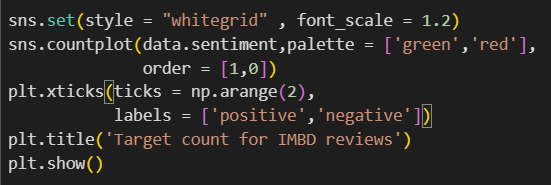 sns.set(style = "whitegrid" , font_scale = 1.2)
sns.countplot(data.sentiment,palette = ['green','red'],
              order = [1,0])
plt.xticks(ticks = np.arange(2),
           labels = ['positive','negative'])
plt.title('Target count for IMBD reviews')
plt.show()